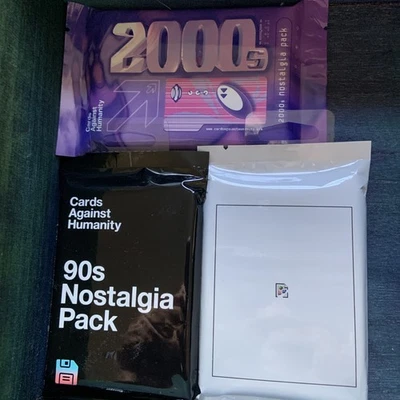 2000s
Cards
Against
Humanity
2000s nostalgia pack
Cards
Against
Humanity
90s
Nostalgia
Pack